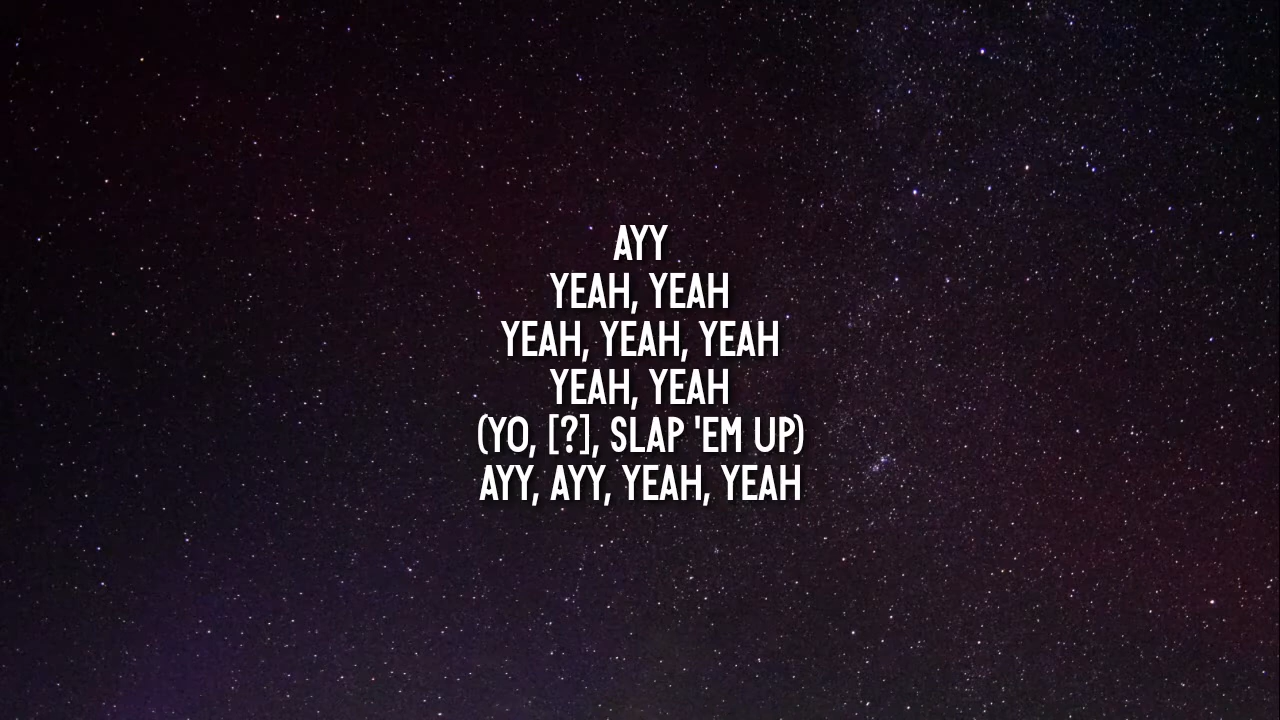 AYY
YEAH, YEAH
YEAH, YEAH, YEAH
YEAH, YEAH
(YO, [?], SLAP 'EM UP)
AYY, AYY, YEAH, YEAH